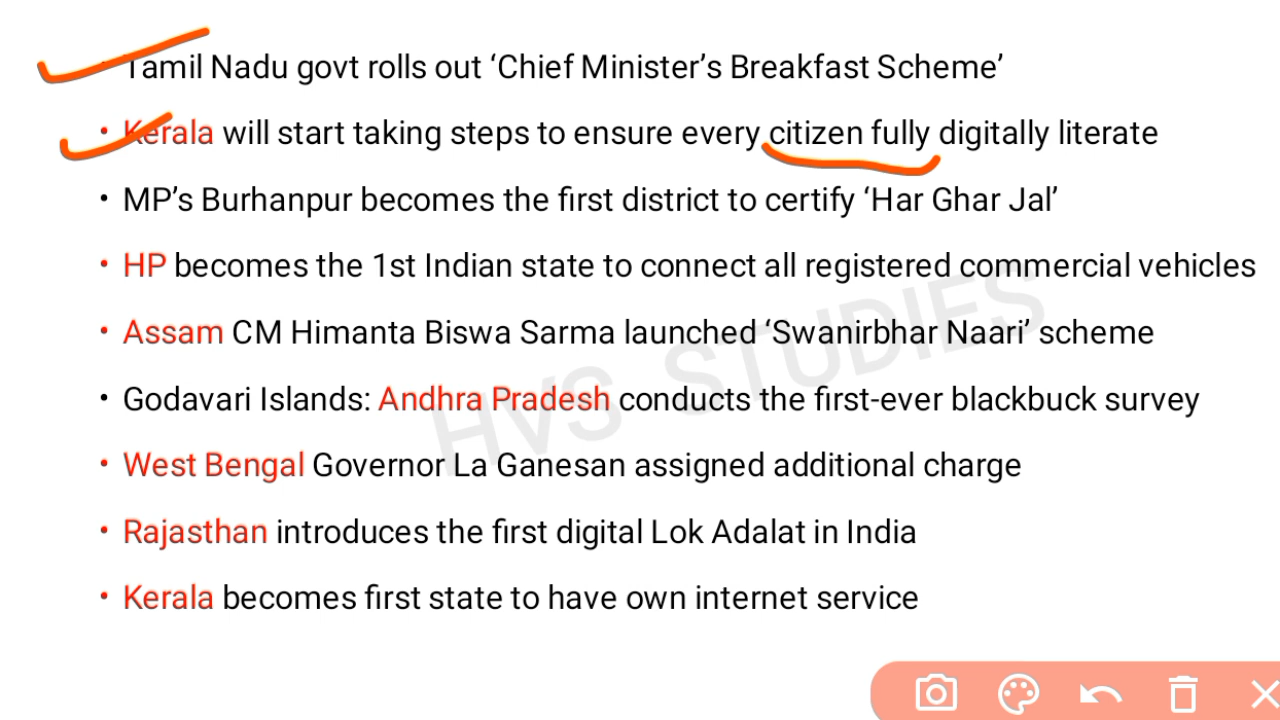 • Tamil Nadu govt rolls out ‘Chief Minister’s Breakfast Scheme’
• Kerala will start taking steps to ensure every citizen fully digitally literate
• MP’s Burhanpur becomes the first district to certify ‘Har Ghar Jal’
• HP becomes the 1st Indian state to connect all registered commercial vehicles
• Assam CM Himanta Biswa Sarma launched ‘Swanirbhar Naari’ scheme
• Godavari Islands: Andhra Pradesh conducts the first-ever blackbuck survey
• West Bengal Governor La Ganesan assigned additional charge
• Rajasthan introduces the first digital Lok Adalat in India
• Kerala becomes first state to have own internet service
HVS STUDIES